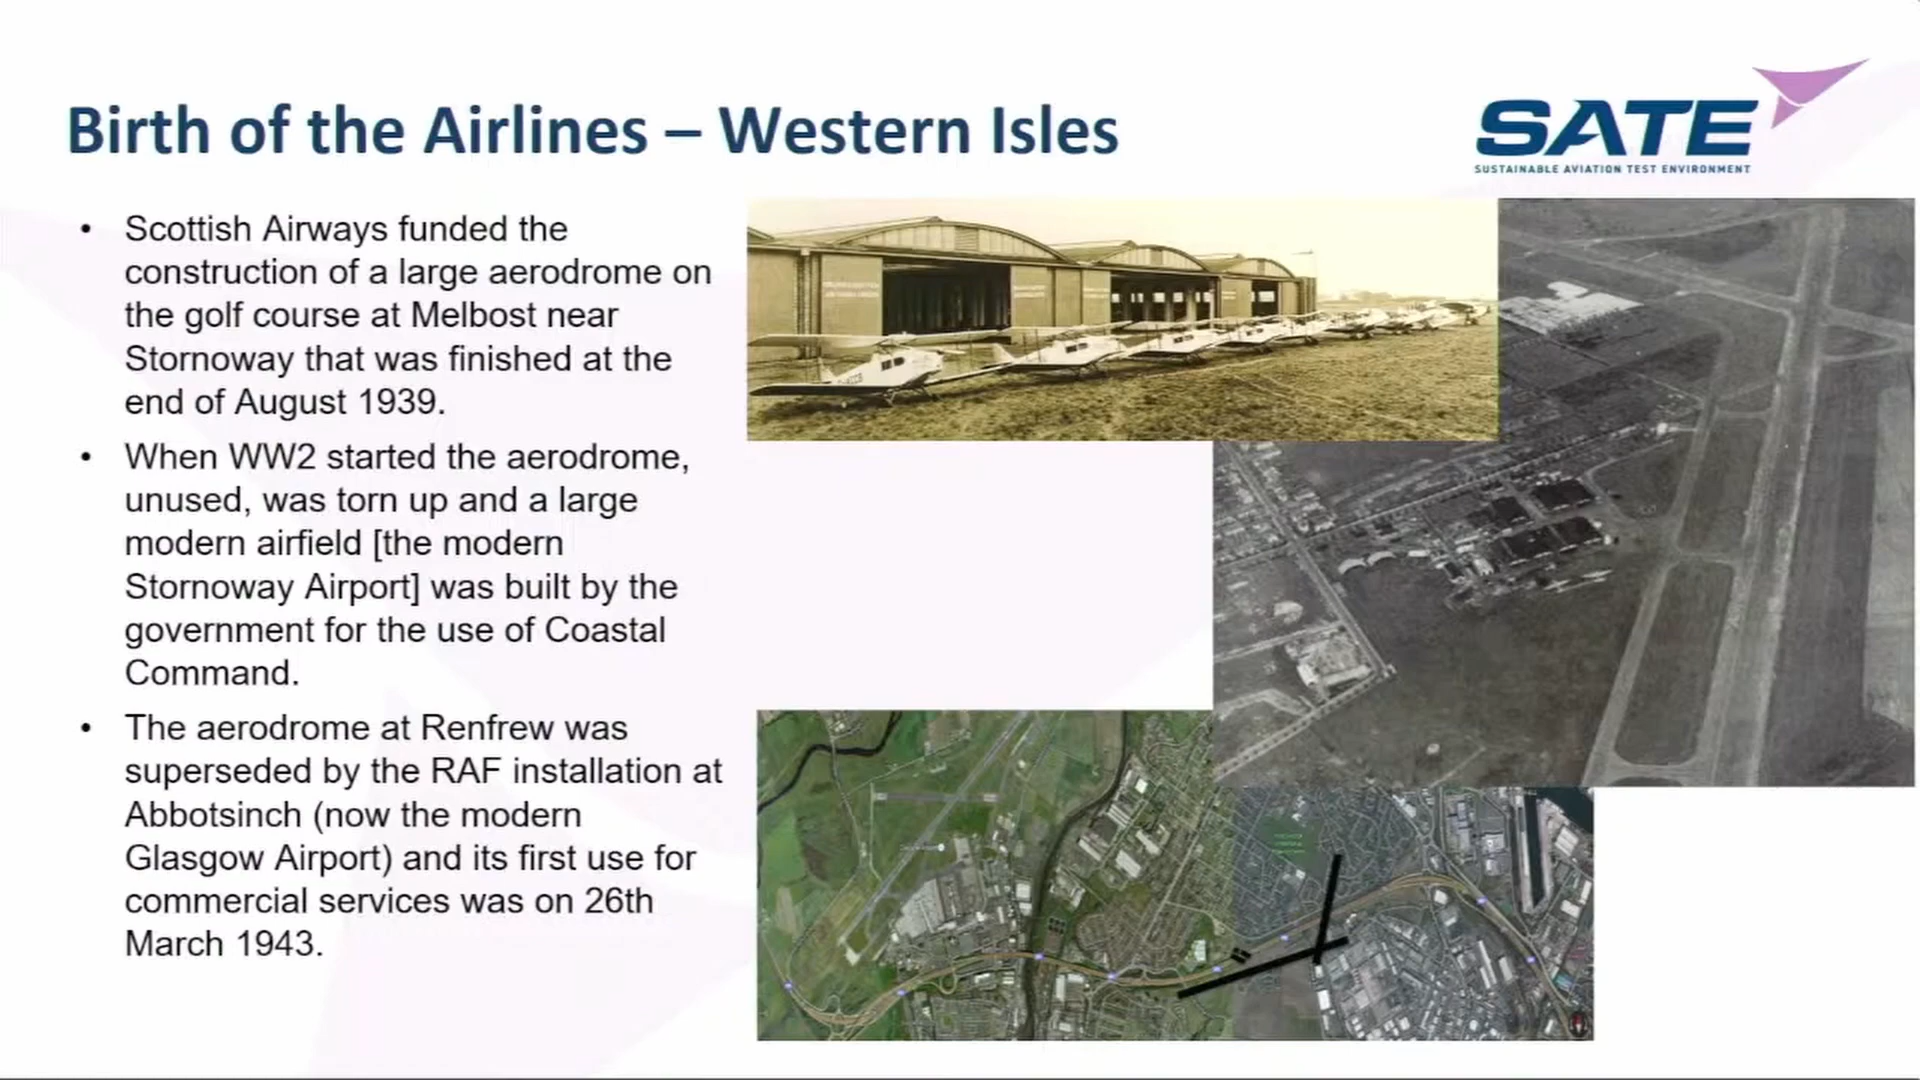 Birth of the Airlines – Western Isles
SATE
SUSTAINABLE AVIATION TEST ENVIRONMENT
• Scottish Airways funded the
construction of a large aerodrome on
the golf course at Melbost near
Stornoway that was finished at the
end of August 1939.
• When WW2 started the aerodrome,
unused, was torn up and a large
modern airfield [the modern
Stornoway Airport] was built by the
government for the use of Coastal
Command.
• The aerodrome at Renfrew was
superseded by the RAF installation at
Abbotsinch (now the modern
Glasgow Airport) and its first use for
commercial services was on 26th
March 1943.